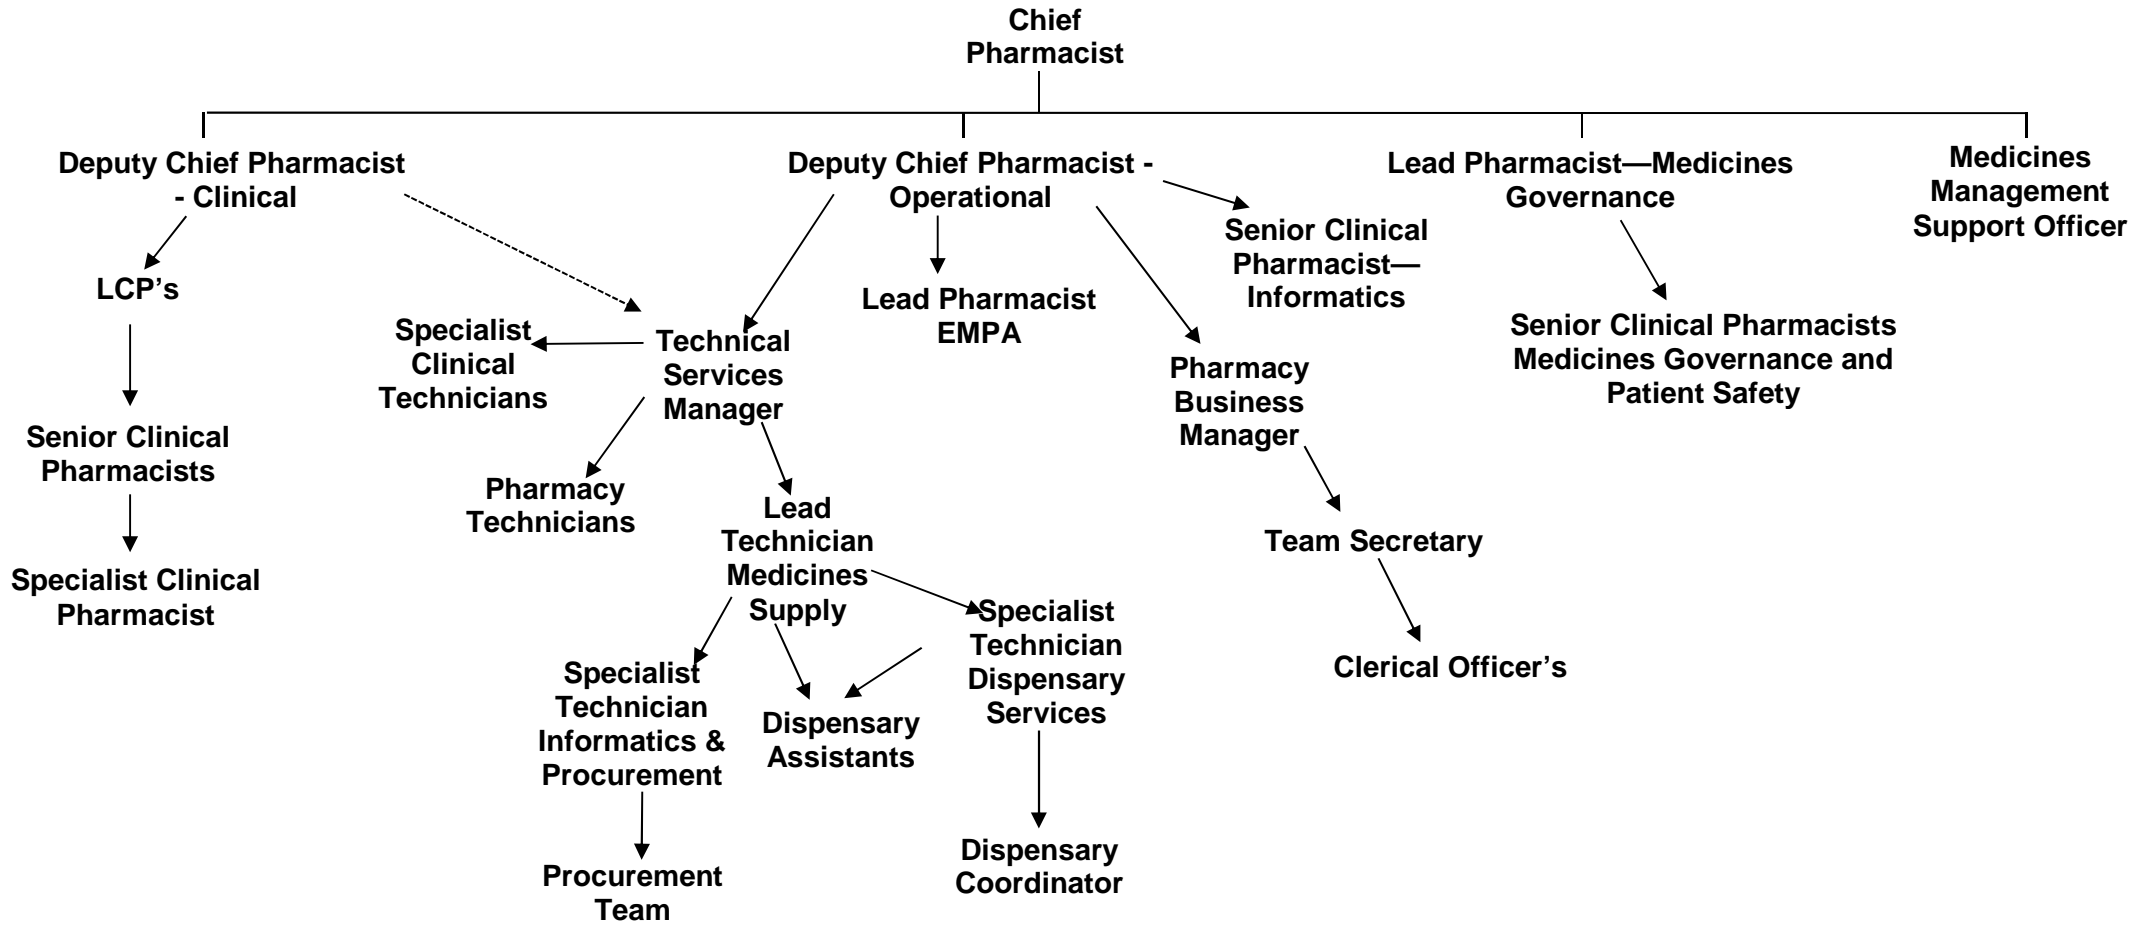 Chief
Pharmacist
Deputy Chief Pharmacist
- Clinical
Deputy Chief Pharmacist -
Operational
Lead Pharmacist—Medicines
Governance
Medicines
Management
Support Officer
LCP’s
Senior Clinical
Pharmacists
Specialist Clinical
Pharmacist
Specialist
Clinical
Technicians
Technical
Services
Manager
Pharmacy
Technicians
Lead Pharmacist
EMPA
Senior Clinical
Pharmacist—
Informatics
Pharmacy
Business
Manager
Senior Clinical Pharmacists
Medicines Governance and
Patient Safety
Lead
Technician
Medicines
Supply
Team Secretary
Clerical Officer’s
Specialist
Technician
Informatics &
Procurement
Dispensary
Assistants
Specialist
Technician
Dispensary
Services
Procurement
Team
Dispensary
Coordinator